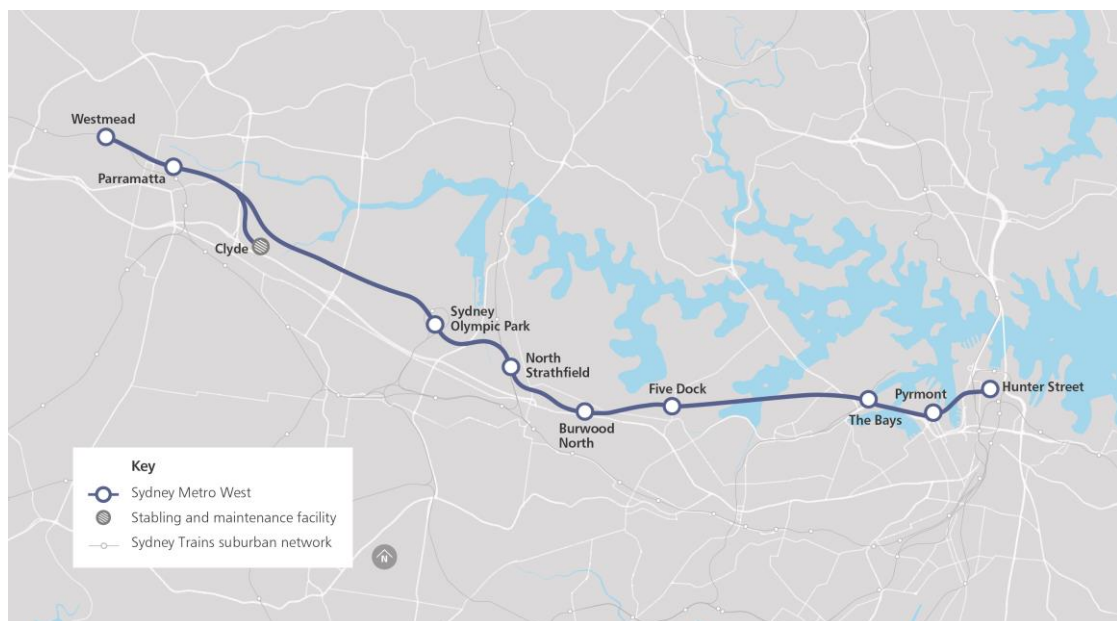 Westmead
Parramatta
Clyde
Sydney
Olympic Park
North
Strathfield
Burwood
North
Five Dock
The Bays
Pyrmont
Hunter Street
Key
Sydney Metro West
Stabling and maintenance facility
Sydney Trains suburban network
N